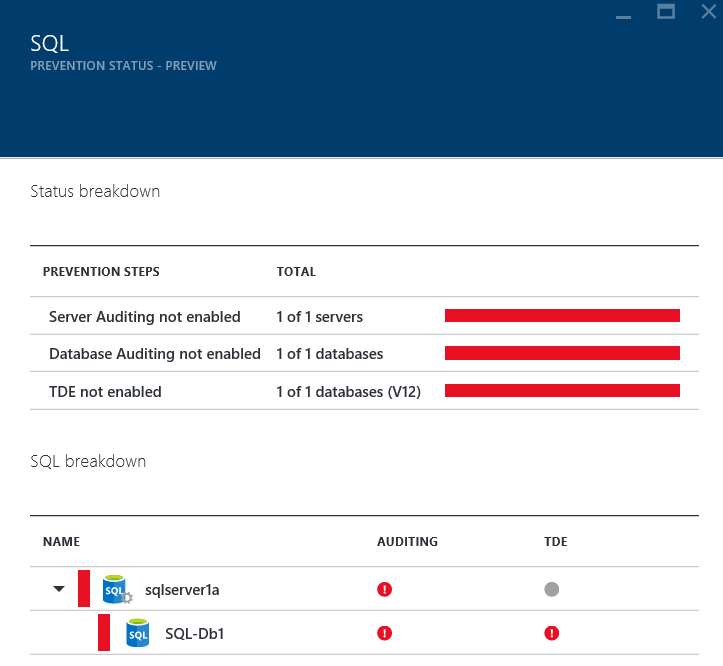 SQL
PREVENTION STATUS - PREVIEW
Status breakdown
PREVENTION STEPS TOTAL
Server Auditing not enabled 1 of 1 servers
Database Auditing not enabled 1 of 1 databases
TDE not enabled 1 of 1 databases (V12)
SQL breakdown
NAME AUDITING TDE
SQL sqlserver1a ! 
SQL SQL-Db1 ! !